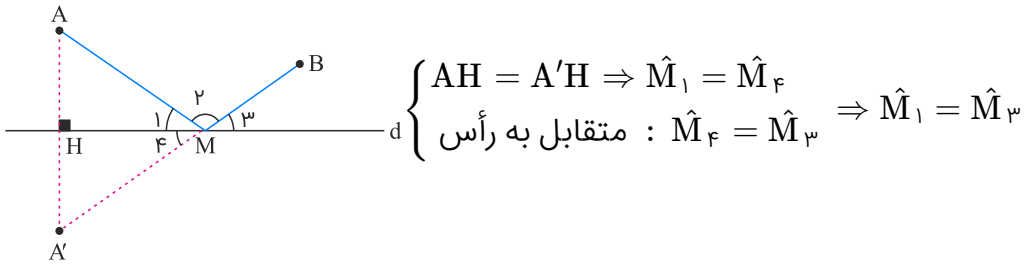 A
B
۲
۱
۳
d
H
۴
M
A′
AH = A′H ⇒ M̂۱ = M̂۴
متقابل به رأس : M̂۴ = M̂۳
⇒ M̂۱ = M̂۳